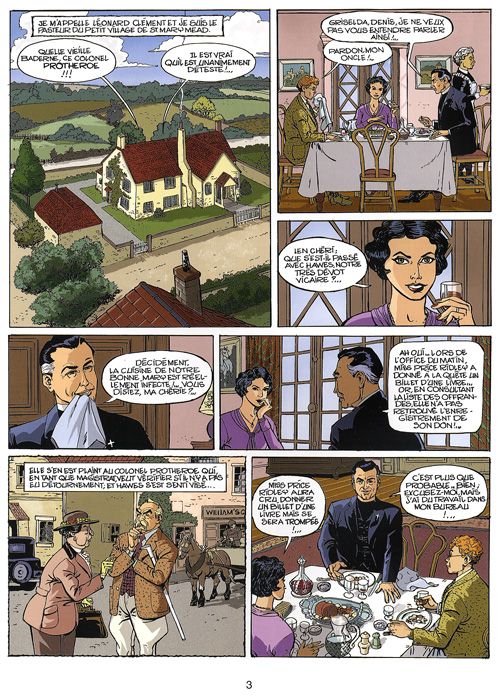 JE M'APPELLE LÉONARD CLÉMENT ET JE SUIS LE
PASTEUR DU PETIT VILLAGE DE ST MARY MEAD.
QUELLE VIEILLE
BADERNE, CE COLONEL
PROTHEROE
!!!
IL EST VRAI
QU'IL EST UNANIMEMENT
DÉTESTÉ !...
GRISELDA, DENIS, JE NE VEUX
PAS VOUS ENTENDRE PARLER
AINSI !...
PARDON, MON
ONCLE !...
LEN CHÉRI ;
QUE S'EST-IL PASSÉ
AVEC HAWES, NOTRE
TRÈS DÉVOT
VICAIRE ?...
DÉCIDÉMENT,
LA CUISINE DE NOTRE
BONNE, MARY EST RÉEL-
LEMENT INFECTE !... VOUS
DISIEZ, MA CHÉRIE ?...
AH OUI... LORS DE
L'OFFICE DU MATIN,
MISS PRICE RIDLEY A
DONNÉ À LA QUÊTE UN
BILLET D'UNE LIVRE...
OR, EN CONSULTANT
LA LISTE DES OFFRAN-
DES, ELLE N'A PAS
RETROUVÉ L'ENRE-
GISTREMENT DE
SON DON !...
ELLE S'EN EST PLAINT AU COLONEL PROTHEROE QUI,
EN TANT QUE MAGISTRAT, VEUT VÉRIFIER S'IL N'Y A PAS
EU DÉTOURNEMENT, ET HAWES S'EST SENTI VISÉ...
WILLIAM'S
MISS PRICE
RIDLEY AURA
CRU DONNER
UN BILLET D'UNE
LIVRE MAIS SE
SERA TROMPÉE
!...
C'EST PLUS QUE
PROBABLE... BIEN ;
EXCUSEZ-MOI, MAIS
J'AI DU TRAVAIL DANS
MON BUREAU
!...
3